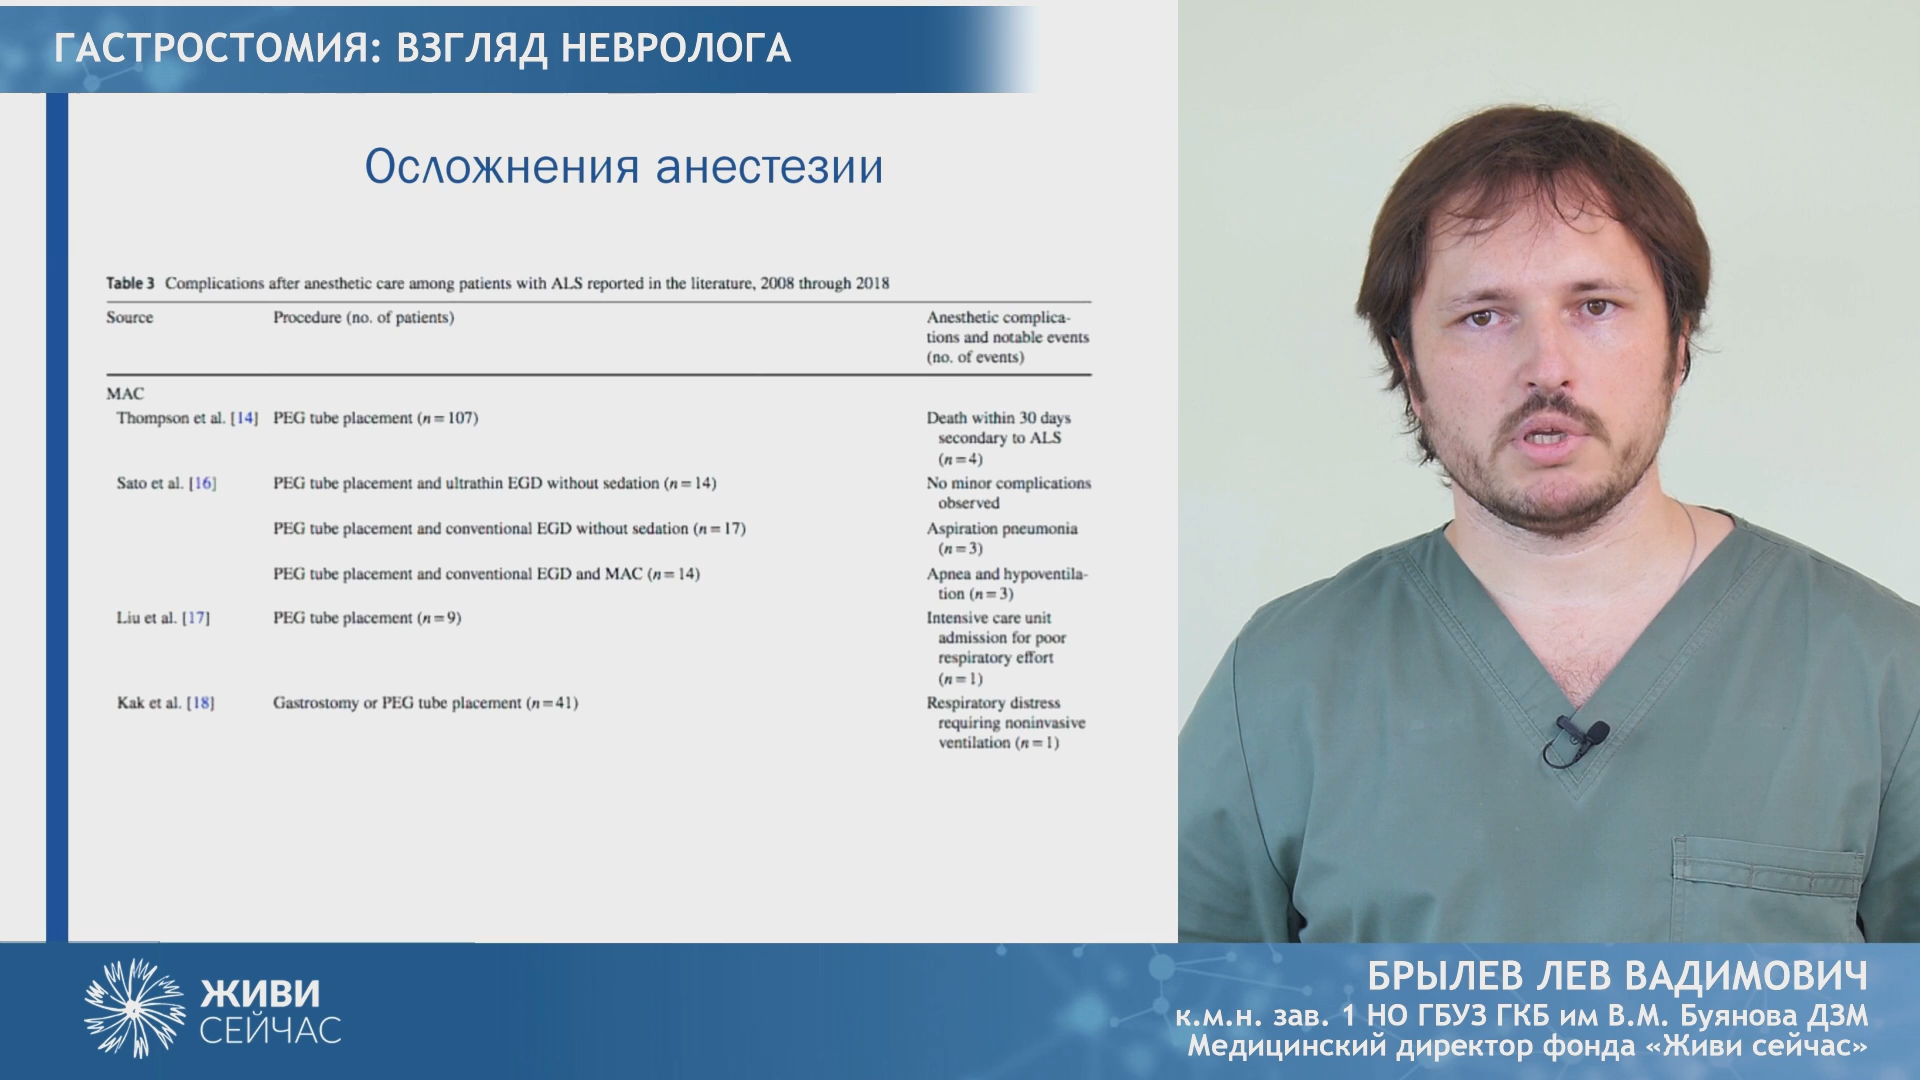 ГАСТРОСТОМИЯ: ВЗГЛЯД НЕВРОЛОГА
Осложнения анестезии
Table 3 Complications after anesthetic care among patients with ALS reported in the literature, 2008 through 2018
Source Procedure (no. of patients) Anesthetic complica-
tions and notable events
(no. of events)
MAC
Thompson et al. [14] PEG tube placement (n = 107) Death within 30 days
secondary to ALS
(n = 4)
Sato et al. [16] PEG tube placement and ultrathin EGD without sedation (n = 14) No minor complications
observed
PEG tube placement and conventional EGD without sedation (n = 17) Aspiration pneumonia
(n = 3)
PEG tube placement and conventional EGD and MAC (n = 14) Apnea and hypoventila-
tion (n = 3)
Liu et al. [17] PEG tube placement (n = 9) Intensive care unit
admission for poor
respiratory effort
(n = 1)
Kak et al. [18] Gastrostomy or PEG tube placement (n = 41) Respiratory distress
requiring noninvasive
ventilation (n = 1)
ЖИВИ
СЕЙЧАС
БРЫЛЕВ ЛЕВ ВАДИМОВИЧ
к.м.н. зав. 1 НО ГБУЗ ГКБ им В.М. Буянова ДЗМ
Медицинский директор фонда «Живи сейчас»